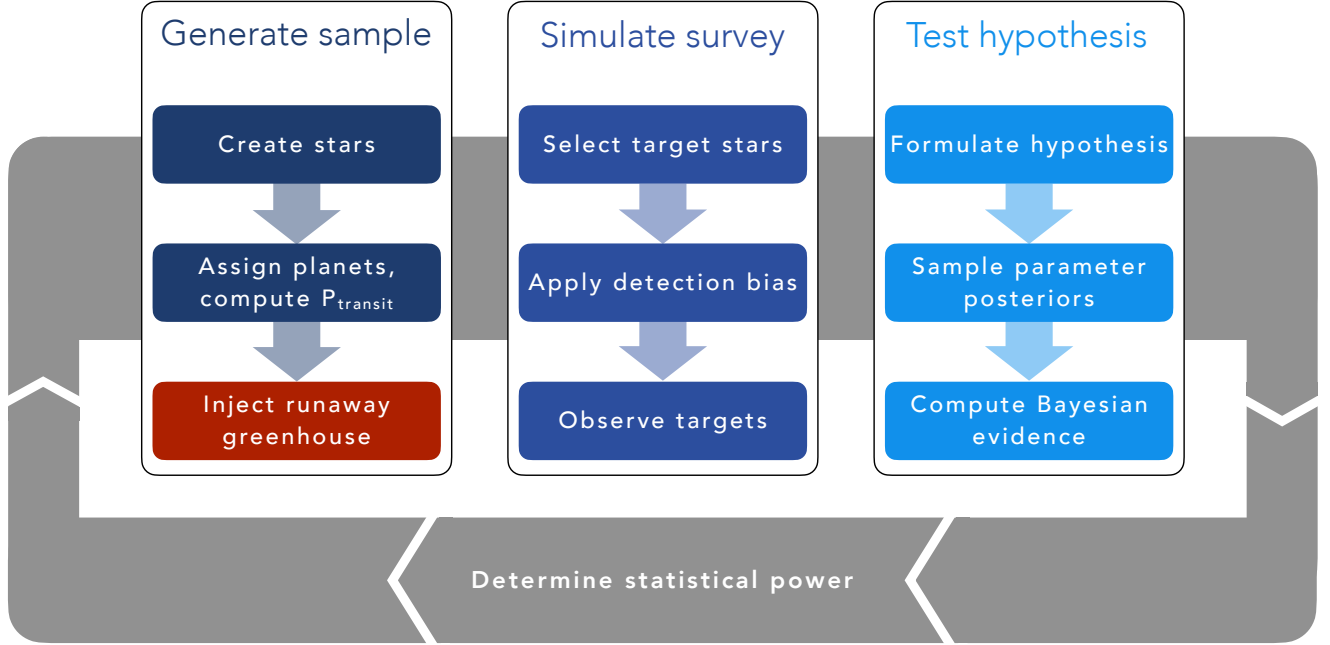 Generate sample
Create stars
Assign planets,
compute P_transit
Inject runaway
greenhouse
Simulate survey
Select target stars
Apply detection bias
Observe targets
Test hypothesis
Formulate hypothesis
Sample parameter
posteriors
Compute Bayesian
evidence
Determine statistical power